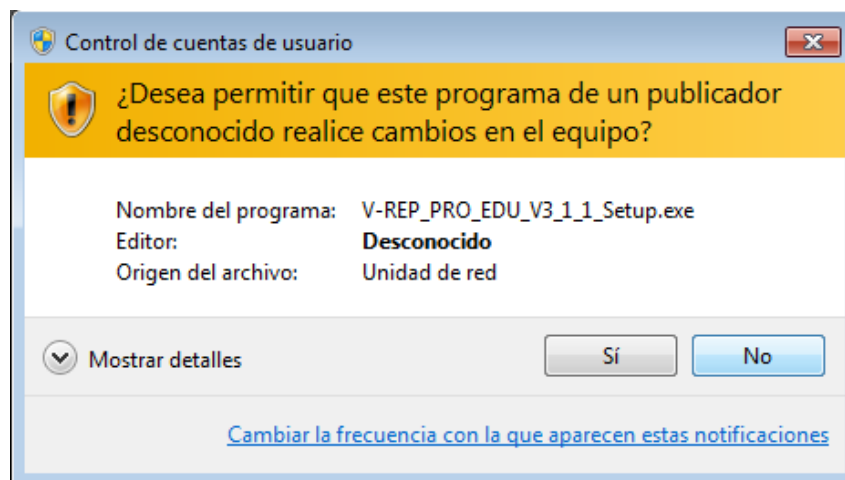 Control de cuentas de usuario
¿Desea permitir que este programa de un publicador
desconocido realice cambios en el equipo?
Nombre del programa: V-REP_PRO_EDU_V3_1_1_Setup.exe
Editor: Desconocido
Origen del archivo: Unidad de red
Mostrar detalles Sí No
Cambiar la frecuencia con la que aparecen estas notificaciones